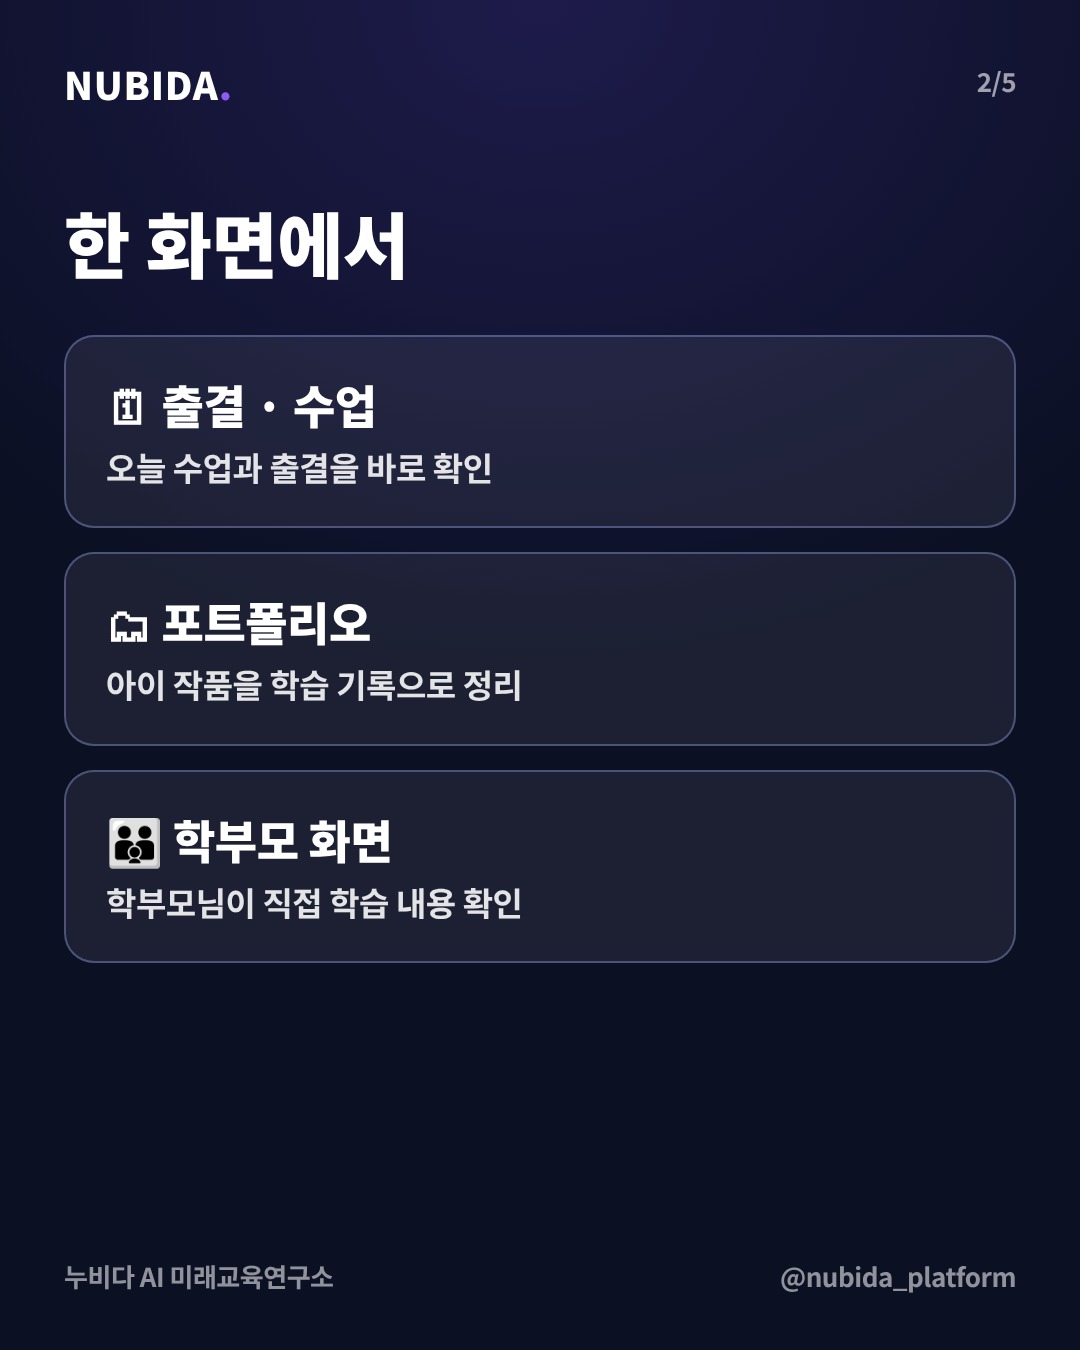 NUBIDA.
2/5
한 화면에서
🗓 출결 · 수업
오늘 수업과 출결을 바로 확인
🗂 포트폴리오
아이 작품을 학습 기록으로 정리
👪 학부모 화면
학부모님이 직접 학습 내용 확인
누비다 AI 미래교육연구소
@nubida_platform